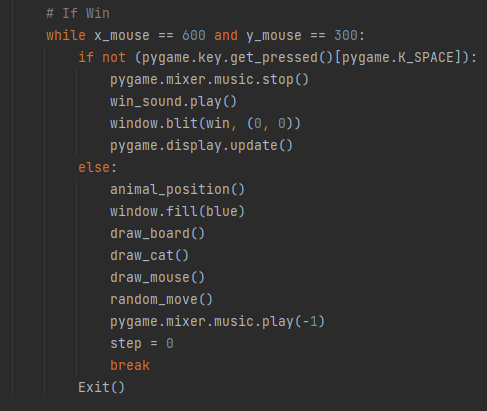 # If Win
while x_mouse == 600 and y_mouse == 300:
    if not (pygame.key.get_pressed()[pygame.K_SPACE]):
        pygame.mixer.music.stop()
        win_sound.play()
        window.blit(win, (0, 0))
        pygame.display.update()
    else:
        animal_position()
        window.fill(blue)
        draw_board()
        draw_cat()
        draw_mouse()
        random_move()
        pygame.mixer.music.play(-1)
        step = 0
        break
    Exit()